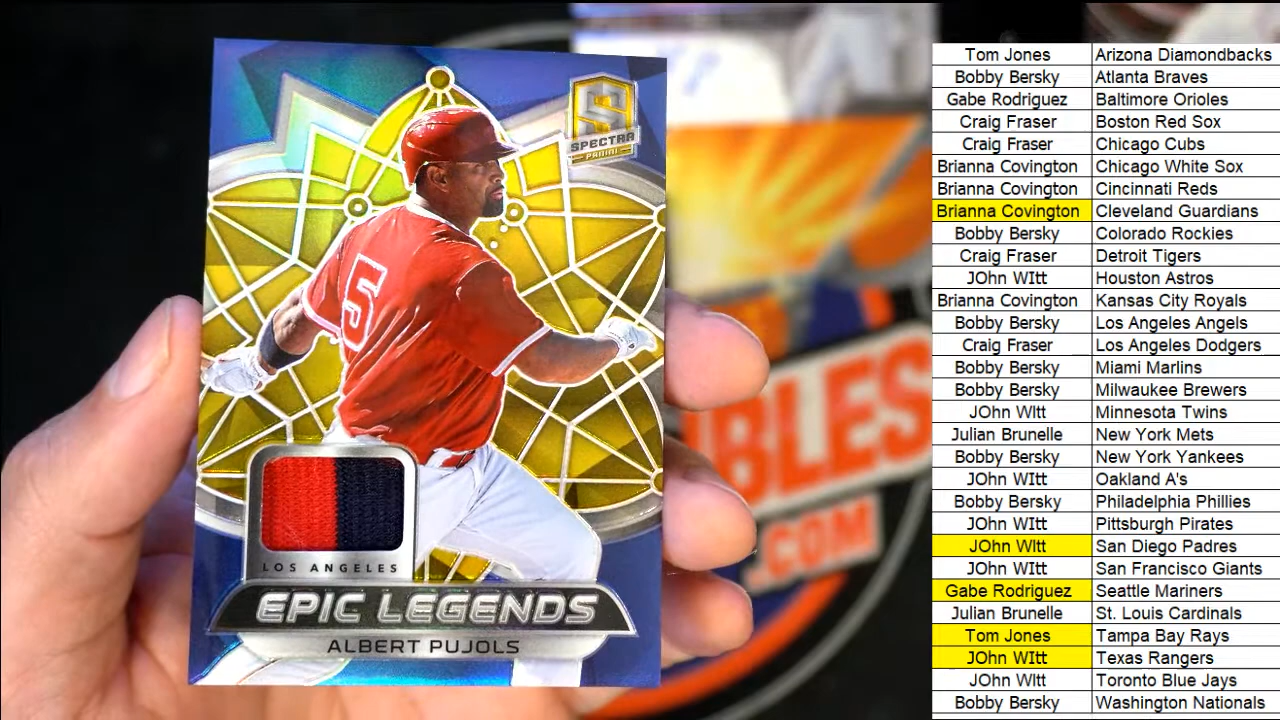 SPECTRA
PANINI
5
LOS ANGELES
EPIC LEGENDS
ALBERT PUJOLS
BLES
.COM
Tom Jones Arizona Diamondbacks
Bobby Bersky Atlanta Braves
Gabe Rodriguez Baltimore Orioles
Craig Fraser Boston Red Sox
Craig Fraser Chicago Cubs
Brianna Covington Chicago White Sox
Brianna Covington Cincinnati Reds
Brianna Covington Cleveland Guardians
Bobby Bersky Colorado Rockies
Craig Fraser Detroit Tigers
JOhn WItt Houston Astros
Brianna Covington Kansas City Royals
Bobby Bersky Los Angeles Angels
Craig Fraser Los Angeles Dodgers
Bobby Bersky Miami Marlins
Bobby Bersky Milwaukee Brewers
JOhn WItt Minnesota Twins
Julian Brunelle New York Mets
Bobby Bersky New York Yankees
JOhn WItt Oakland A's
Bobby Bersky Philadelphia Phillies
JOhn WItt Pittsburgh Pirates
JOhn WItt San Diego Padres
JOhn WItt San Francisco Giants
Gabe Rodriguez Seattle Mariners
Julian Brunelle St. Louis Cardinals
Tom Jones Tampa Bay Rays
JOhn WItt Texas Rangers
JOhn WItt Toronto Blue Jays
Bobby Bersky Washington Nationals